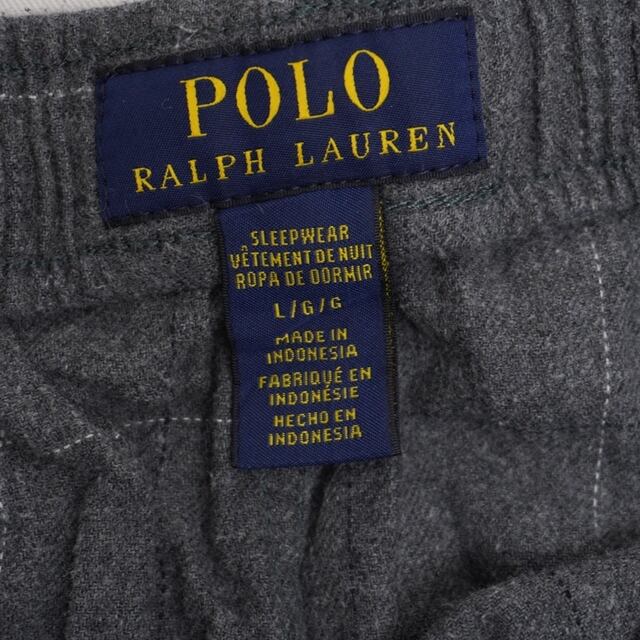 POLO
RALPH LAUREN
SLEEPWEAR
VÊTEMENT DE NUIT
ROPA DE DORMIR
L/G/G
MADE IN
INDONESIA
FABRIQUÉ EN
INDONÉSIE
HECHO EN
INDONESIA